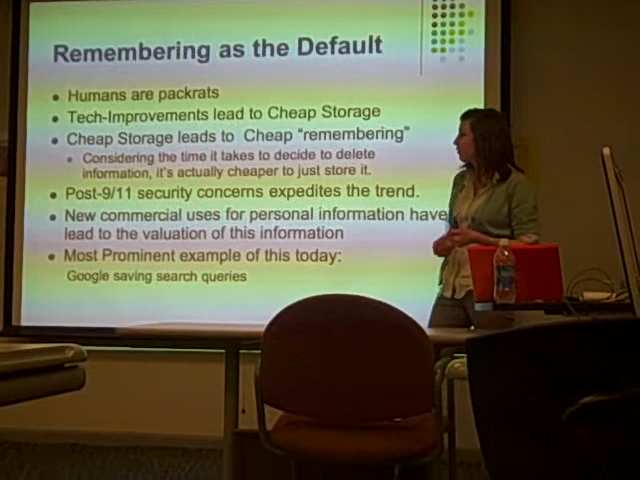 Remembering as the Default
Humans are packrats
Tech-Improvements lead to Cheap Storage
Cheap Storage leads to Cheap “remembering”
Considering the time it takes to decide to delete
information, it's actually cheaper to just store it.
Post-9/11 security concerns expedites the trend.
New commercial uses for personal information have
lead to the valuation of this information
Most Prominent example of this today:
Google saving search queries